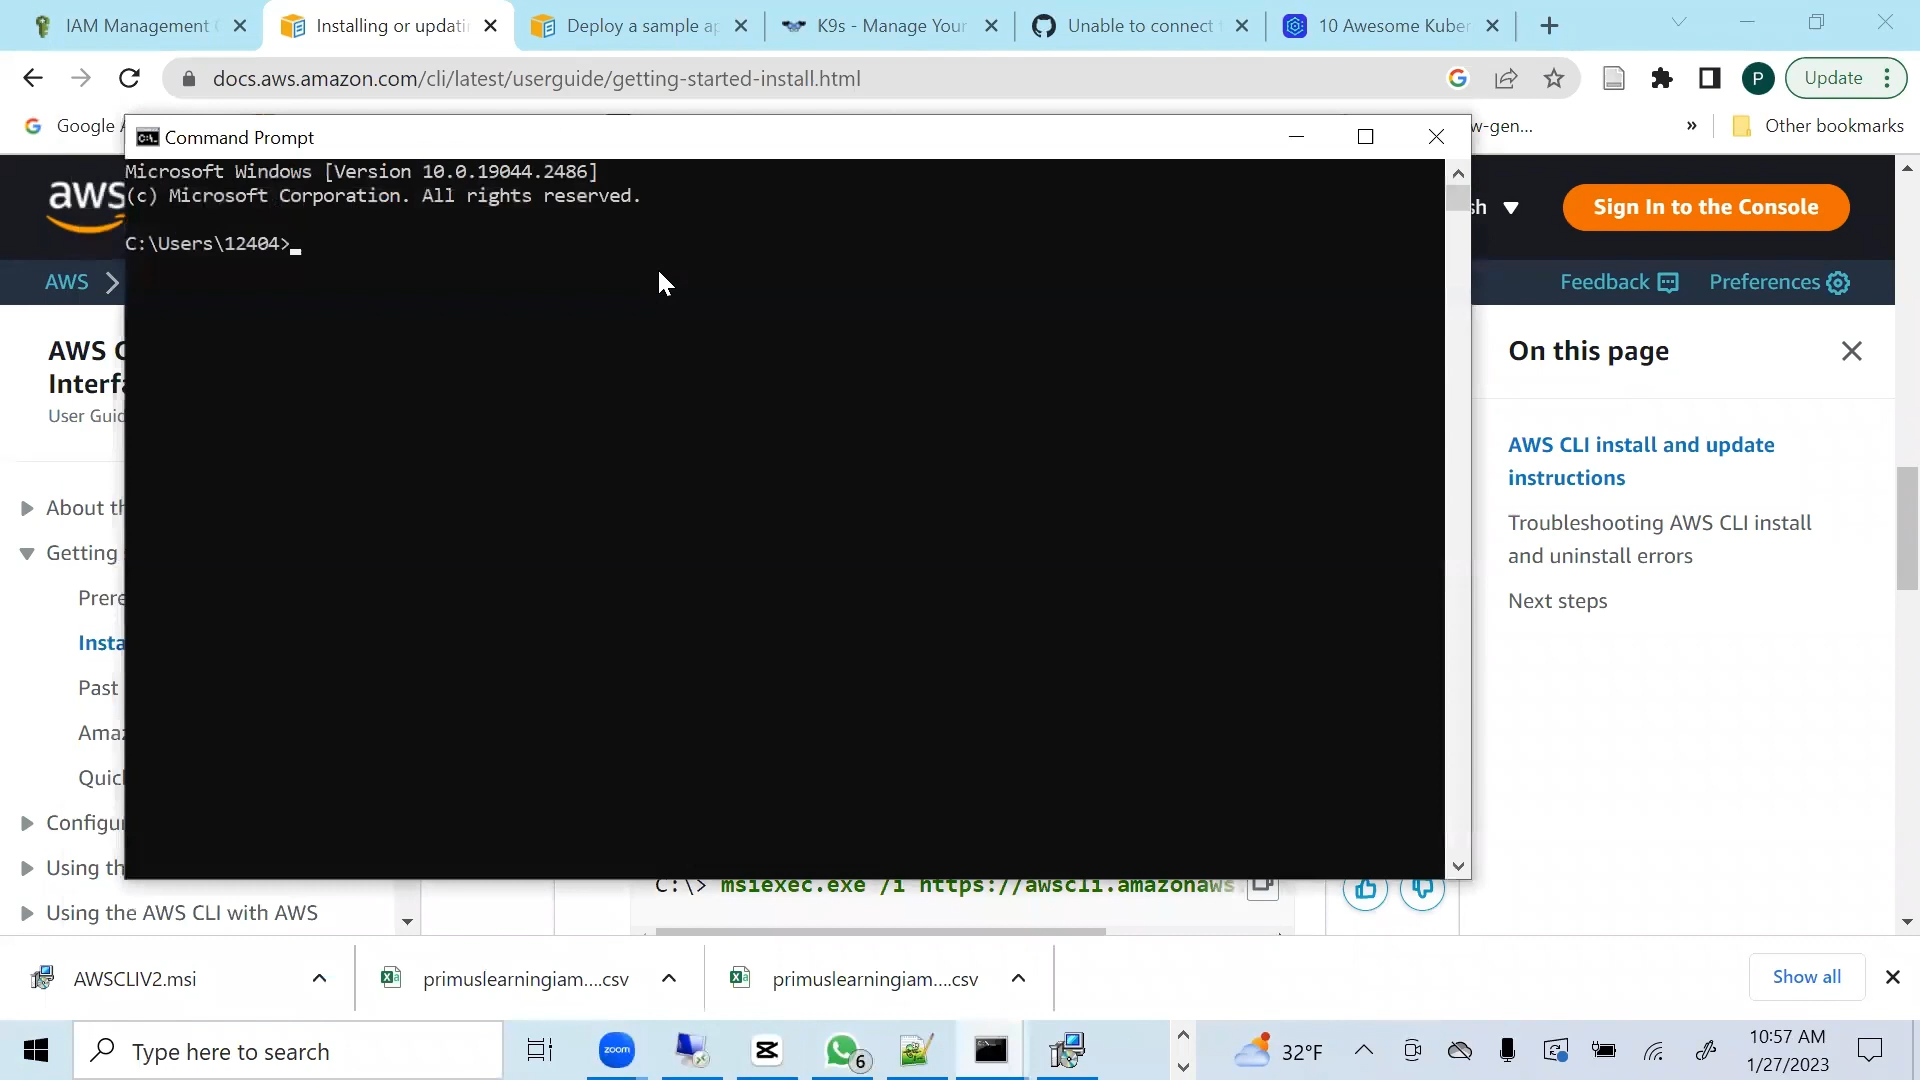 IAM Management C
Installing or updati
Deploy a sample ap
K9s - Manage Your
Unable to connect t
10 Awesome Kuber
docs.aws.amazon.com/cli/latest/userguide/getting-started-install.html
P
Update
Google
w-gen...
»
Other bookmarks
Command Prompt
Microsoft Windows [Version 10.0.19044.2486]
(c) Microsoft Corporation. All rights reserved.
C:\Users\12404>
aws
sh
Sign In to the Console
AWS
Feedback
Preferences
AWS C
Interfa
User Guid
About th
Getting
Prere
Insta
Past
Amaz
Quick
Configur
Using th
Using the AWS CLI with AWS
C:\> msiexec.exe /i https://awscli.amazonaws
On this page
AWS CLI install and update
instructions
Troubleshooting AWS CLI install
and uninstall errors
Next steps
AWSCLIV2.msi
primuslearningiam....csv
primuslearningiam....csv
Show all
Type here to search
zoom
6
32°F
10:57 AM
1/27/2023